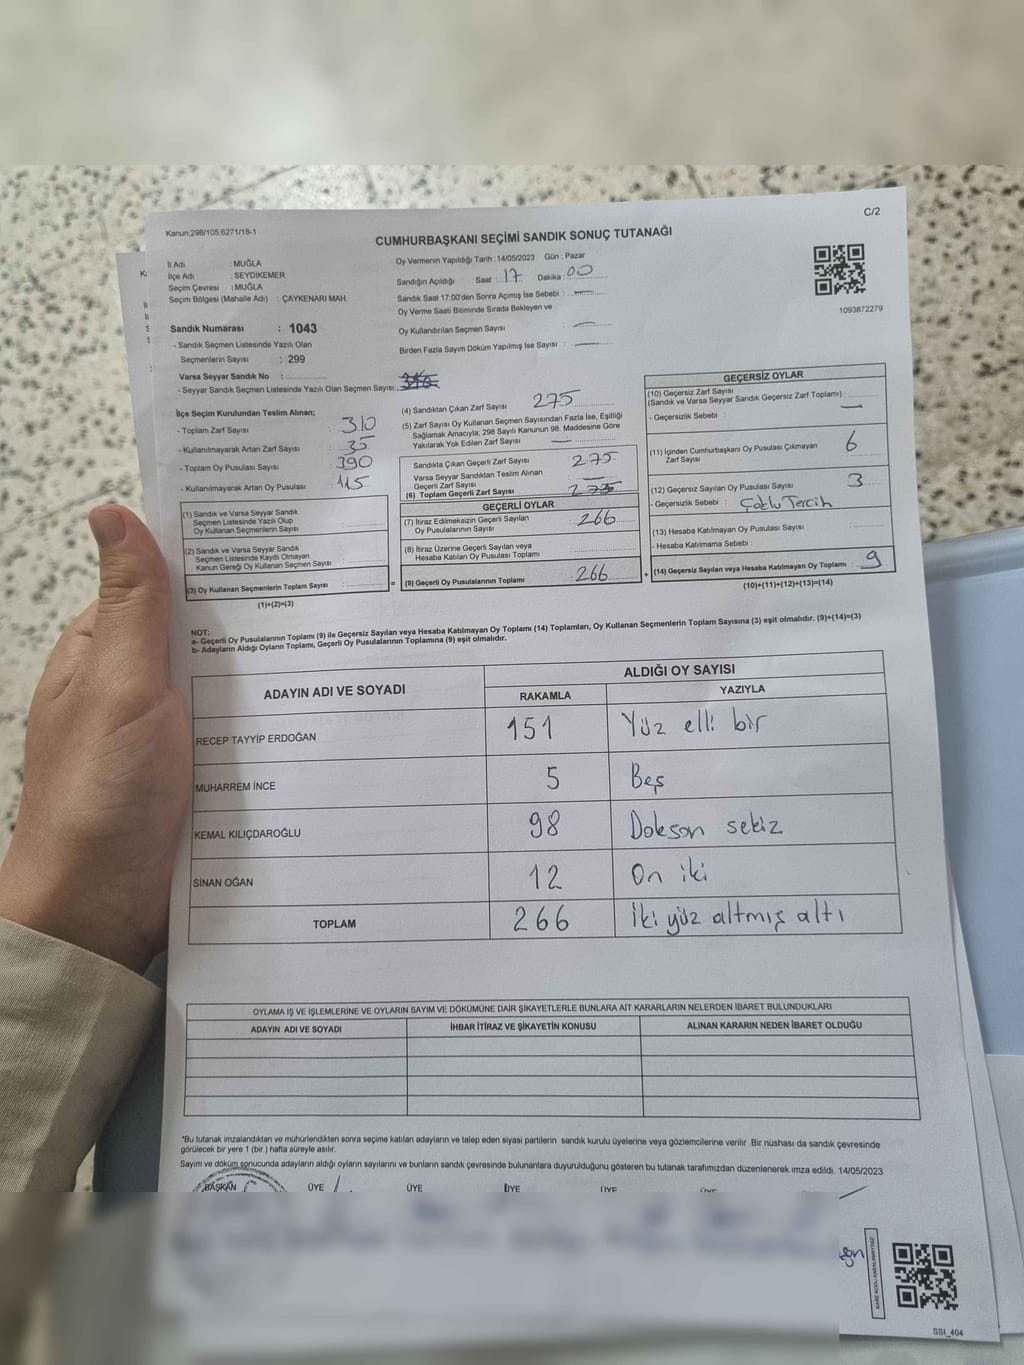 C/2
Kanun;298/105,6271/18-1
CUMHURBAŞKANI SEÇİMİ SANDIK SONUÇ TUTANAĞI
İl Adı : MUĞLA
İlçe Adı : SEYDİKEMER
Seçim Çevresi : MUĞLA
Seçim Bölgesi (Mahalle Adı) : ÇAYKENARI MAH.
Sandık Numarası : 1043
- Sandık Seçmen Listesinde Yazılı Olan
Seçmenlerin Sayısı : 299
Varsa Seyyar Sandık No :
- Seyyar Sandık Seçmen Listesinde Yazılı Olan Seçmen Sayısı:
Oy Vermenin Yapıldığı Tarih :14/05/2023 Gün : Pazar
Sandığın Açıldığı : Saat : 17 Dakika : 00
Sandık Saat 17.00'den Sonra Açılmış İse Sebebi : —
Oy Verme Saati Bitiminde Sırada Bekleyen ve
Oy Kullandırılan Seçmen Sayısı : —
Birden Fazla Sayım Döküm Yapılmış İse Sayısı : —
1093872279
İlçe Seçim Kurulundan Teslim Alınan;
- Toplam Zarf Sayısı : 310
- Kullanılmayarak Artan Zarf Sayısı : 35
- Toplam Oy Pusulası Sayısı : 390
- Kullanılmayarak Artan Oy Pusulası : 115
(1) Sandık ve Varsa Seyyar Sandık
Seçmen Listesinde Yazılı Olup
Oy Kullanan Seçmenlerin Sayısı :
(2) Sandık ve Varsa Seyyar Sandık
Seçmen Listesinde Kaydı Olmayan
Kanun Gereği Oy Kullanan Seçmen Sayısı :
(3) Oy Kullanan Seçmenlerin Toplam Sayısı :
(1)+(2)=(3)
(4) Sandıktan Çıkan Zarf Sayısı : 275
(5) Zarf Sayısı Oy Kullanan Seçmen Sayısından Fazla İse, Eşitliği
Sağlamak Amacıyla; 298 Sayılı Kanunun 98. Maddesine Göre
Yakılarak Yok Edilen Zarf Sayısı : —
Sandıkta Çıkan Geçerli Zarf Sayısı : 275
Varsa Seyyar Sandıktan Teslim Alınan
Geçerli Zarf Sayısı : —
(6) Toplam Geçerli Zarf Sayısı : 275
GEÇERLİ OYLAR
(7) İtiraz Edilmeksizin Geçerli Sayılan
Oy Pusulalarının Sayısı : 266
(8) İtiraz Üzerine Geçerli Sayılan veya
Hesaba Katılan Oy Pusulası Toplamı :
= (9) Geçerli Oy Pusulalarının Toplamı : 266
GEÇERSİZ OYLAR
(10) Geçersiz Zarf Sayısı
(Sandık ve Varsa Seyyar Sandık Geçersiz Zarf Toplamı) : —
- Geçersizlik Sebebi :
(11) İçinden Cumhurbaşkanı Oy Pusulası Çıkmayan
Zarf Sayısı : 6
(12) Geçersiz Sayılan Oy Pusulası Sayısı : 3
- Geçersizlik Sebebi : Çoklu Tercih
(13) Hesaba Katılmayan Oy Pusulası Sayısı :
- Hesaba Katılmama Sebebi :
+ (14) Geçersiz Sayılan veya Hesaba Katılmayan Oy Toplamı : 9
(10)+(11)+(12)+(13)=(14)
NOT:
a- Geçerli Oy Pusulalarının Toplamı (9) ile Geçersiz Sayılan veya Hesaba Katılmayan Oy Toplamı (14) Toplamları, Oy Kullanan Seçmenlerin Toplam Sayısına (3) eşit olmalıdır. (9)+(14)=(3)
b- Adayların Aldığı Oyların Toplamı, Geçerli Oy Pusulalarının Toplamına (9) eşit olmalıdır.
ADAYIN ADI VE SOYADI ALDIĞI OY SAYISI
RAKAMLA YAZIYLA
RECEP TAYYİP ERDOĞAN 151 Yüz elli bir
MUHARREM İNCE 5 Beş
KEMAL KILIÇDAROĞLU 98 Doksan sekiz
SİNAN OĞAN 12 On iki
TOPLAM 266 İki yüz altmış altı
OYLAMA İŞ VE İŞLEMLERİNE VE OYLARIN SAYIM VE DÖKÜMÜNE DAİR ŞİKAYETLERLE BUNLARA AİT KARARLARIN NELERDEN İBARET BULUNDUKLARI
ADAYIN ADI VE SOYADI İHBAR İTİRAZ VE ŞİKAYETİN KONUSU ALINAN KARARIN NEDEN İBARET OLDUĞU
*Bu tutanak imzalandıktan ve mühürlendikten sonra seçime katılan adayların ve talep eden siyasi partilerin sandık kurulu üyelerine veya gözlemcilerine verilir .Bir nüshası da sandık çevresinde
görülecek bir yere 1 (bir) hafta süreyle asılır.
Sayım ve döküm sonucunda adayların aldığı oyların sayılarını ve bunların sandık çevresinde bulunanlara duyurulduğunu gösteren bu tutanak tarafımızdan düzenlenerek imza edildi. 14/05/2023
BAŞKAN ÜYE ÜYE ÜYE ÜYE ÜYE
KARE KODU KARALAMAYINIZ
SSI_404